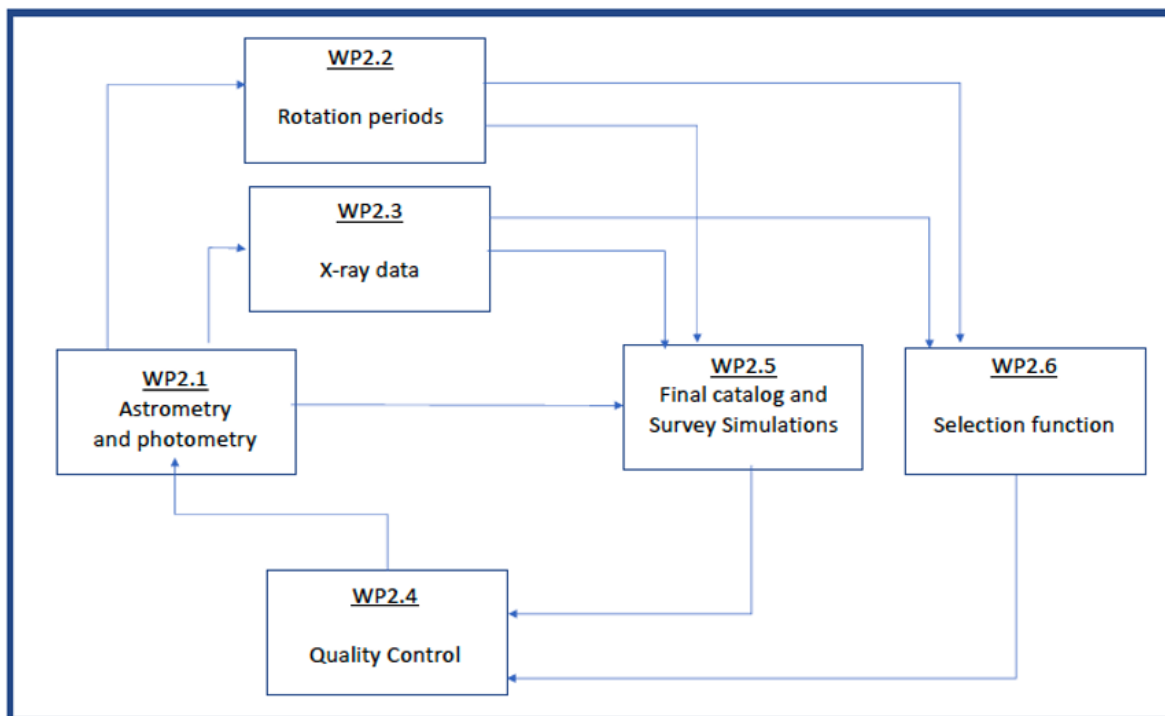 WP2.2
Rotation periods
WP2.3
X-ray data
WP2.1
Astrometry
and photometry
WP2.5
Final catalog and
Survey Simulations
WP2.6
Selection function
WP2.4
Quality Control